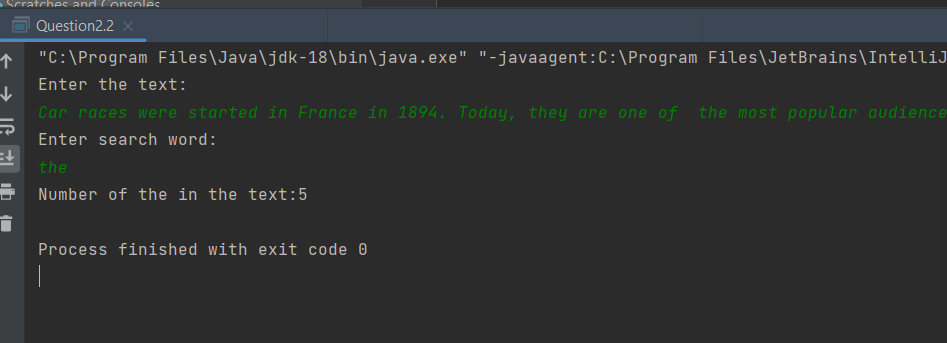 Scratches and Consoles
Question2.2
"C:\Program Files\Java\jdk-18\bin\java.exe" "-javaagent:C:\Program Files\JetBrains\IntelliJ
Enter the text:
Car races were started in France in 1894. Today, they are one of  the most popular audience
Enter search word:
the
Number of the in the text:5
Process finished with exit code 0